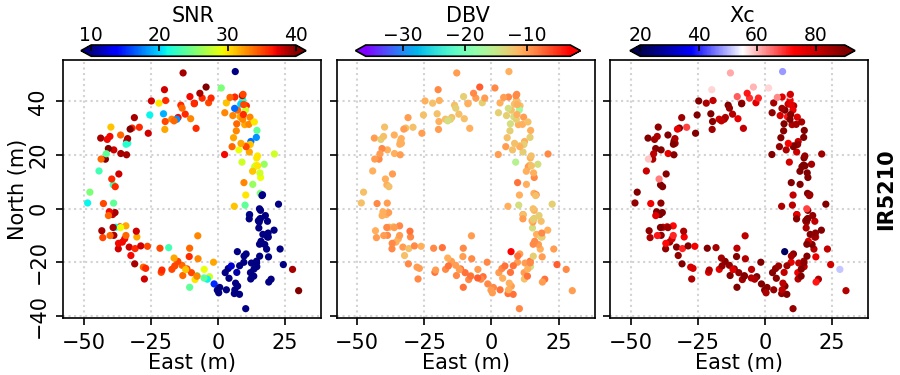 SNR DBV Xc
10 20 30 40 −30 −20 −10 20 40 60 80
North (m)
40
20
0
−20
−40
−50 −25 0 25 −50 −25 0 25 −50 −25 0 25
East (m) East (m) East (m)
IR5210